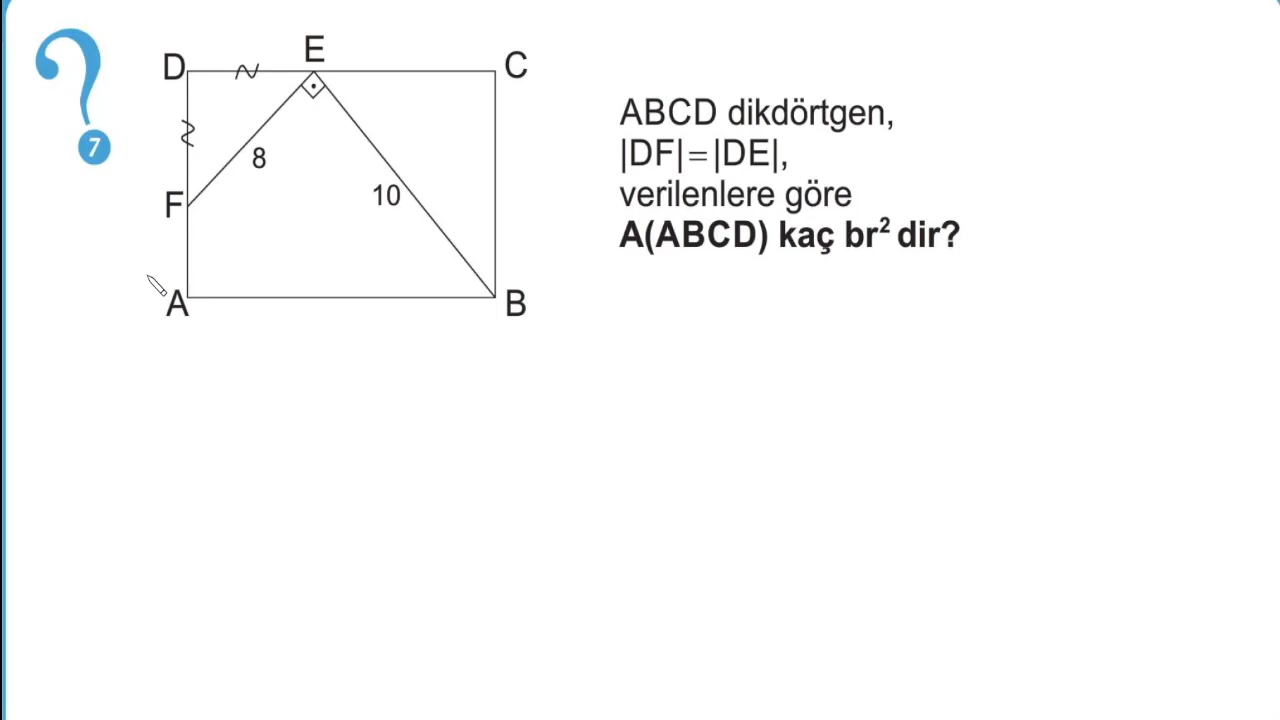 7
D
E
C
8
F
10
A
B
ABCD dikdörtgen,
|DF|=|DE|,
verilenlere göre
A(ABCD) kaç br² dir?